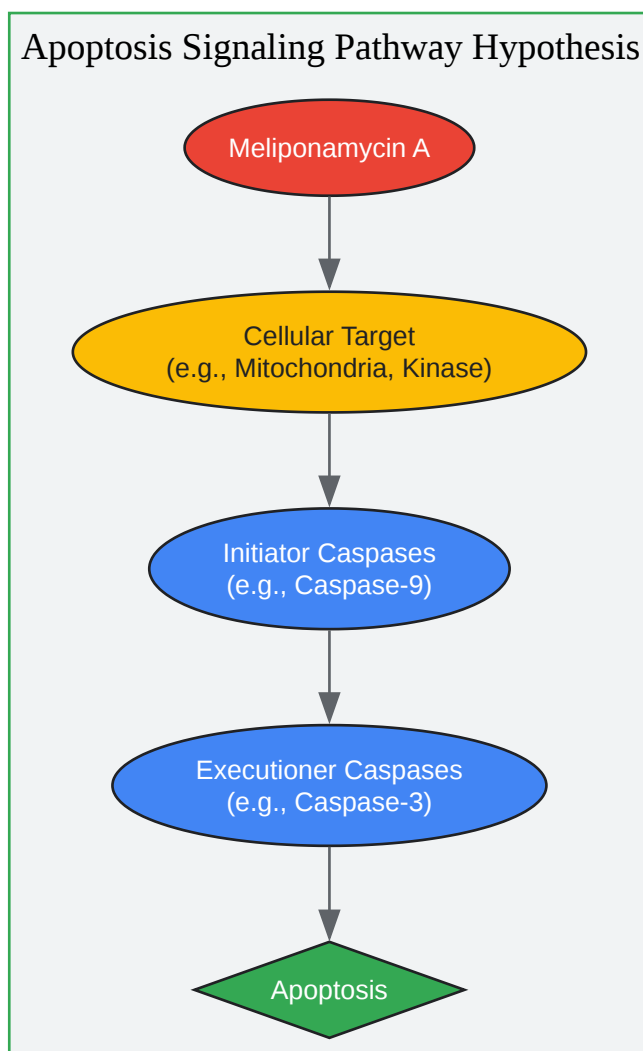 Apoptosis Signaling Pathway Hypothesis
Meliponamycin A
Cellular Target
(e.g., Mitochondria, Kinase)
Initiator Caspases
(e.g., Caspase-9)
Executioner Caspases
(e.g., Caspase-3)
Apoptosis